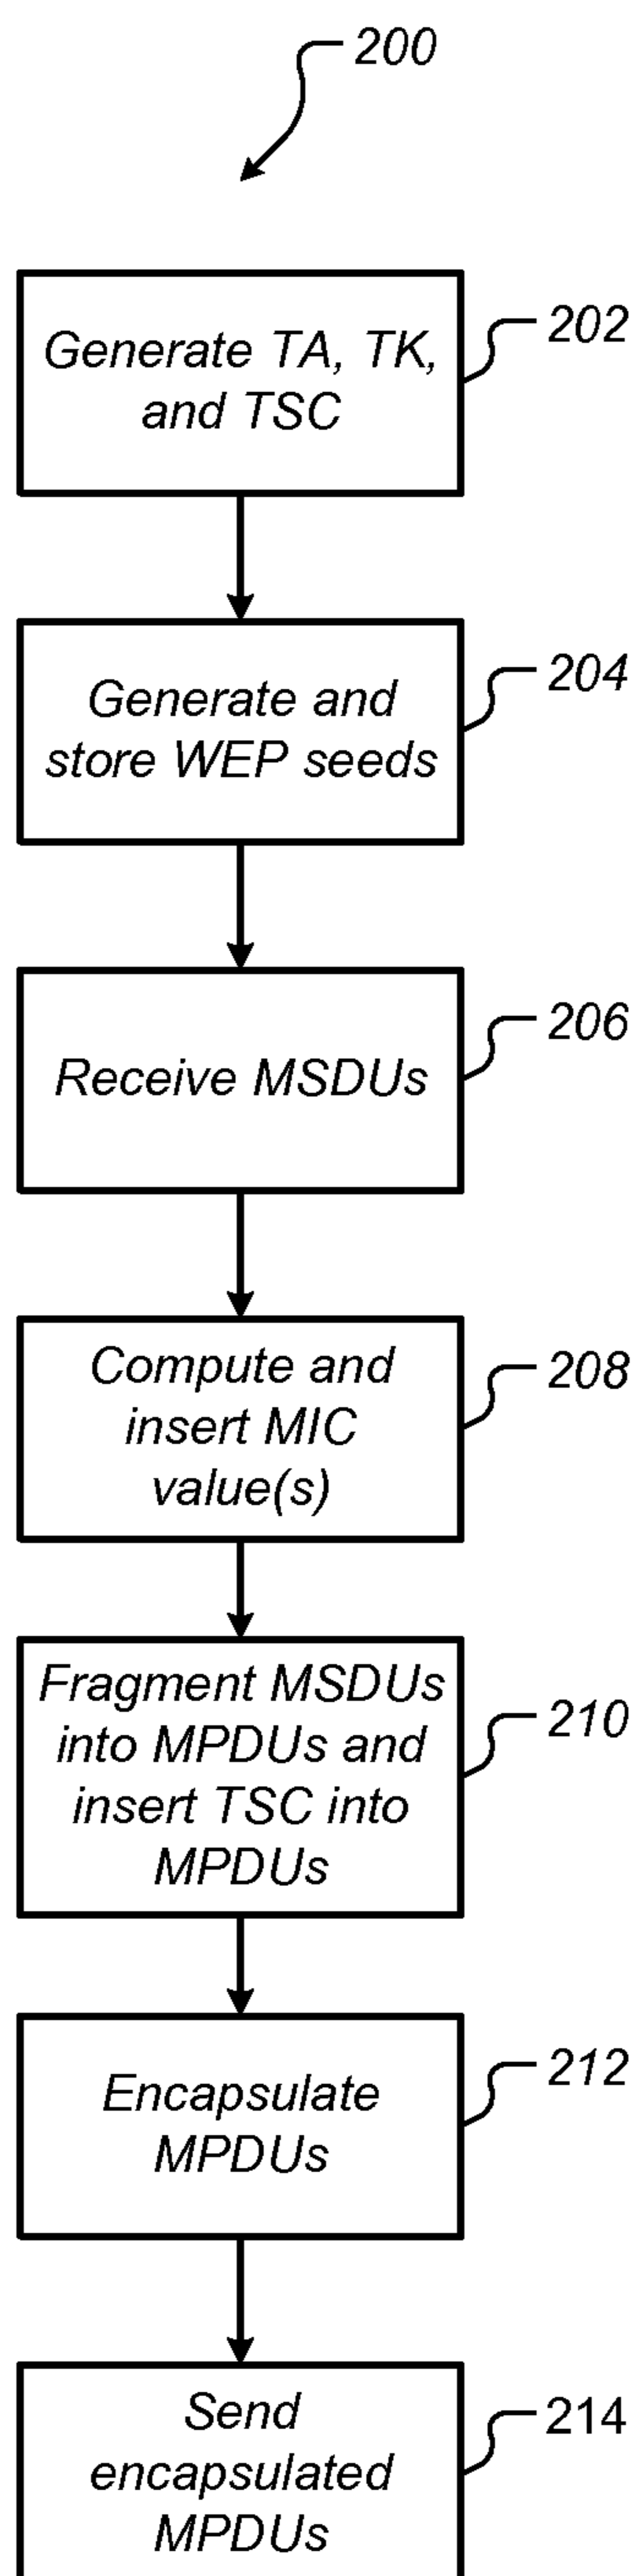 200
Generate TA, TK,
and TSC
202
Generate and
store WEP seeds
204
Receive MSDUs
206
Compute and
insert MIC
value(s)
208
Fragment MSDUs
into MPDUs and
insert TSC into
MPDUs
210
Encapsulate
MPDUs
212
Send
encapsulated
MPDUs
214